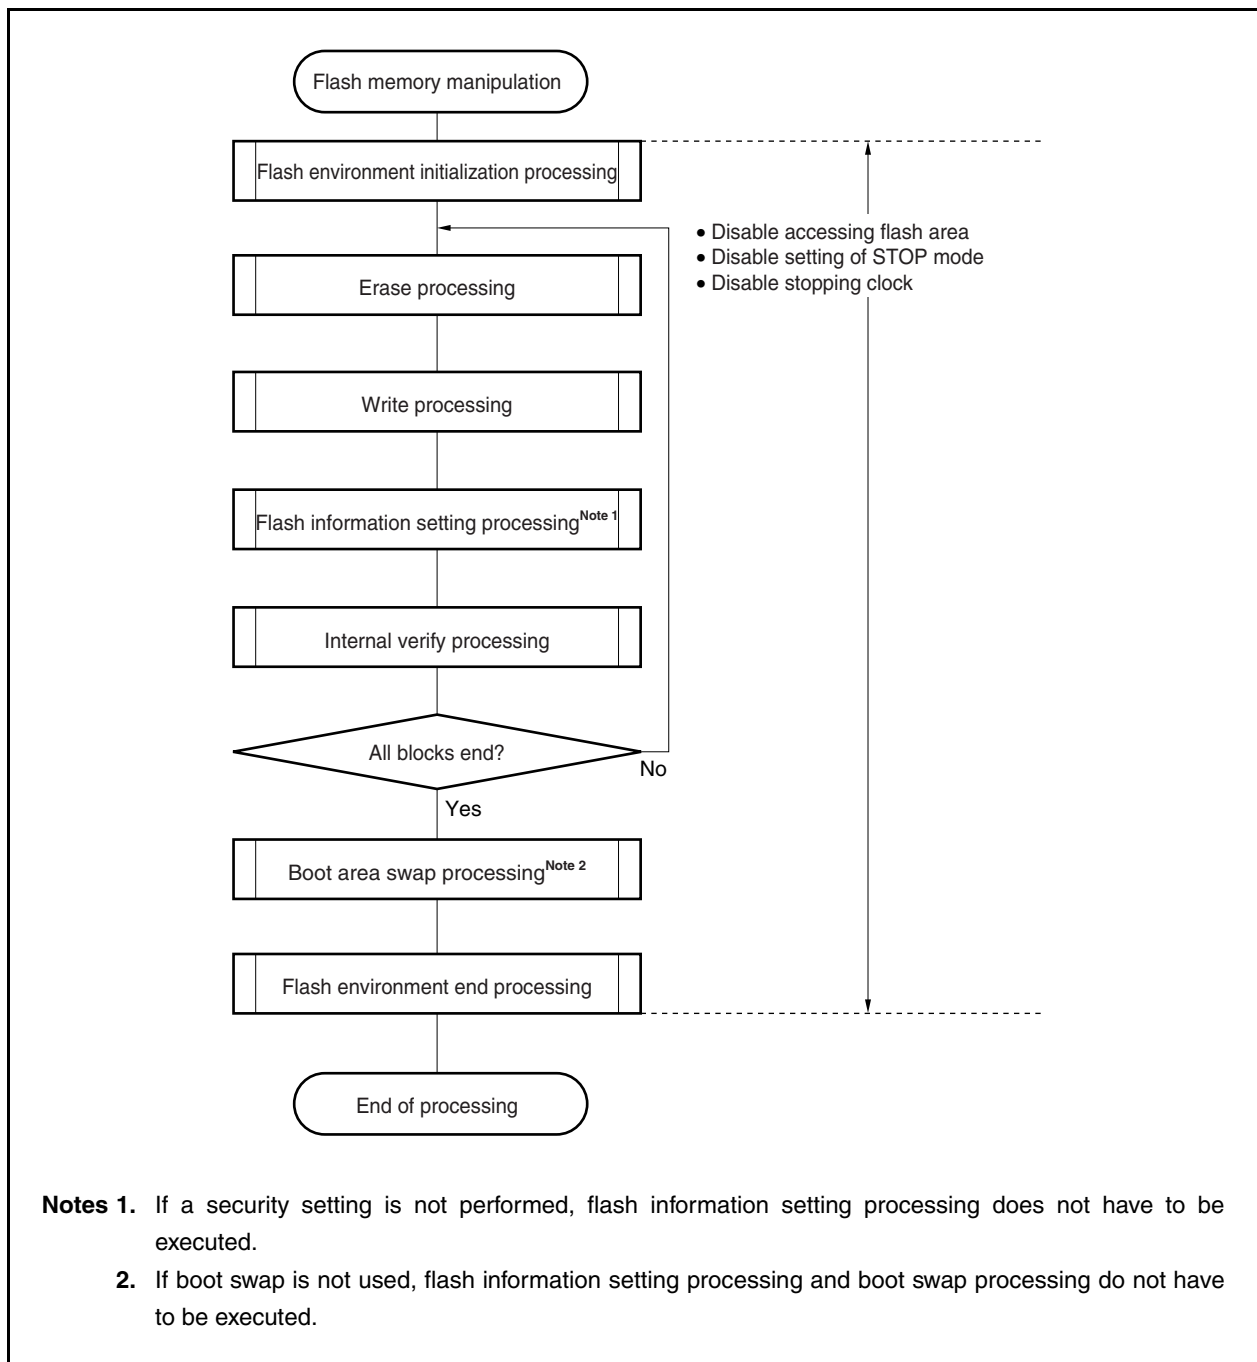 Flash memory manipulation
Flash environment initialization processing
• Disable accessing flash area
• Disable setting of STOP mode
• Disable stopping clock
Erase processing
Write processing
Flash information setting processingNote 1
Internal verify processing
All blocks end?
No
Yes
Boot area swap processingNote 2
Flash environment end processing
End of processing
Notes 1. If a security setting is not performed, flash information setting processing does not have to be
executed.
2. If boot swap is not used, flash information setting processing and boot swap processing do not have
to be executed.